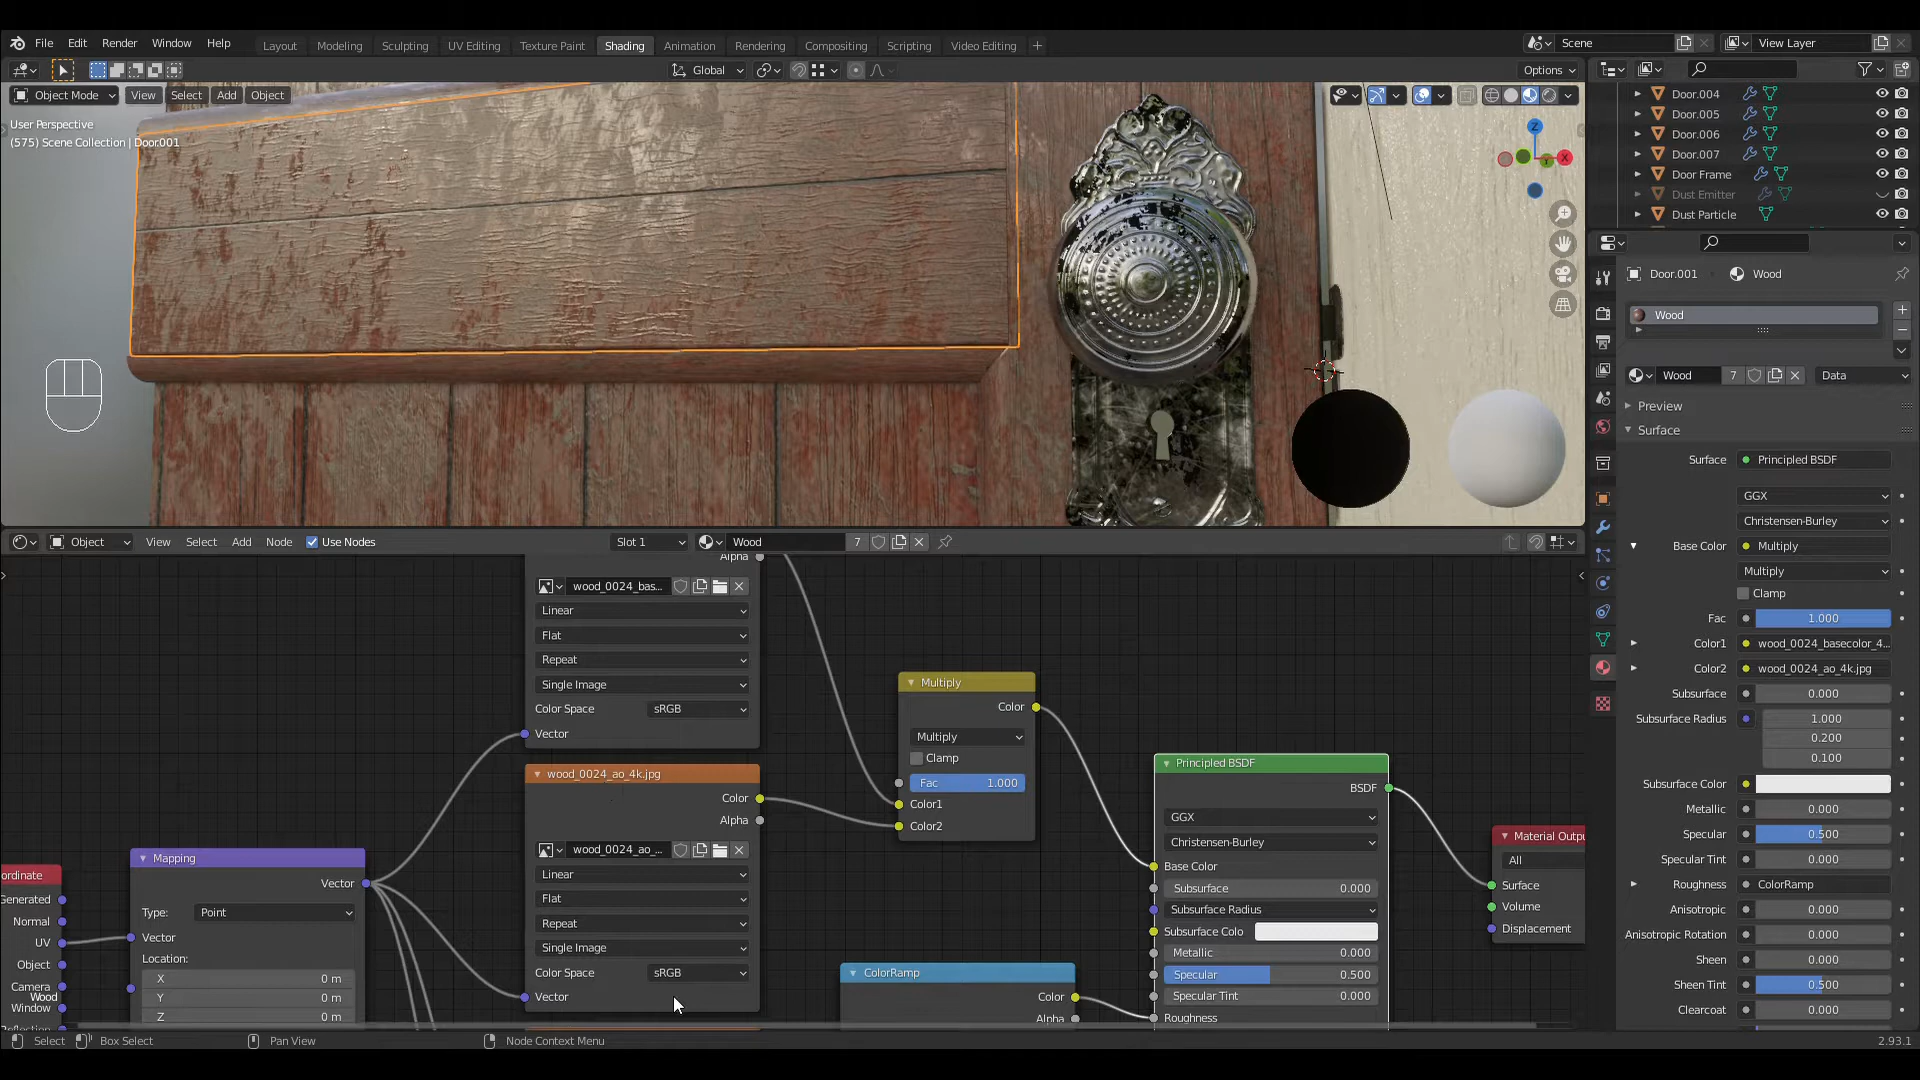 File Edit Render Window Help
Layout Modeling Sculpting UV Editing Texture Paint Shading Animation Rendering Compositing Scripting Video Editing +
Scene
View Layer
Global
Options
Object Mode View Select Add Object
User Perspective
(575) Scene Collection | Door.001
Z
X
Door.004
Door.005
Door.006
Door.007
Door Frame
Dust Emitter
Dust Particle
Door.001 Wood
Wood
Wood 7 Data
Preview
Surface
Surface Principled BSDF
GGX
Christensen-Burley
Base Color Multiply
Multiply
Clamp
Fac 1.000
Color1 wood_0024_basecolor_4...
Color2 wood_0024_ao_4k.jpg
Subsurface 0.000
Subsurface Radius 1.000
0.200
0.100
Subsurface Color
Metallic 0.000
Specular 0.500
Specular Tint 0.000
Roughness ColorRamp
Anisotropic 0.000
Anisotropic Rotation 0.000
Sheen 0.000
Sheen Tint 0.500
Clearcoat 0.000
Object View Select Add Node Use Nodes Slot 1 Wood 7
Alpha
wood_0024_bas...
Linear
Flat
Repeat
Single Image
Color Space sRGB
Vector
wood_0024_ao_4k.jpg
Color
Alpha
wood_0024_ao_...
Linear
Flat
Repeat
Single Image
Color Space sRGB
Vector
Multiply
Color
Multiply
Clamp
Fac 1.000
Color1
Color2
Principled BSDF
BSDF
GGX
Christensen-Burley
Base Color
Subsurface 0.000
Subsurface Radius
Subsurface Colo
Metallic 0.000
Specular 0.500
Specular Tint 0.000
Roughness
Material Outpu
All
Surface
Volume
Displacement
ColorRamp
Color
Alpha
Mapping
Vector
Type: Point
Vector
Location:
X 0 m
Y 0 m
Z 0 m
ordinate
Generated
Normal
UV
Object
Camera
Wood
Window
Select Box Select Pan View Node Context Menu 2.93.1